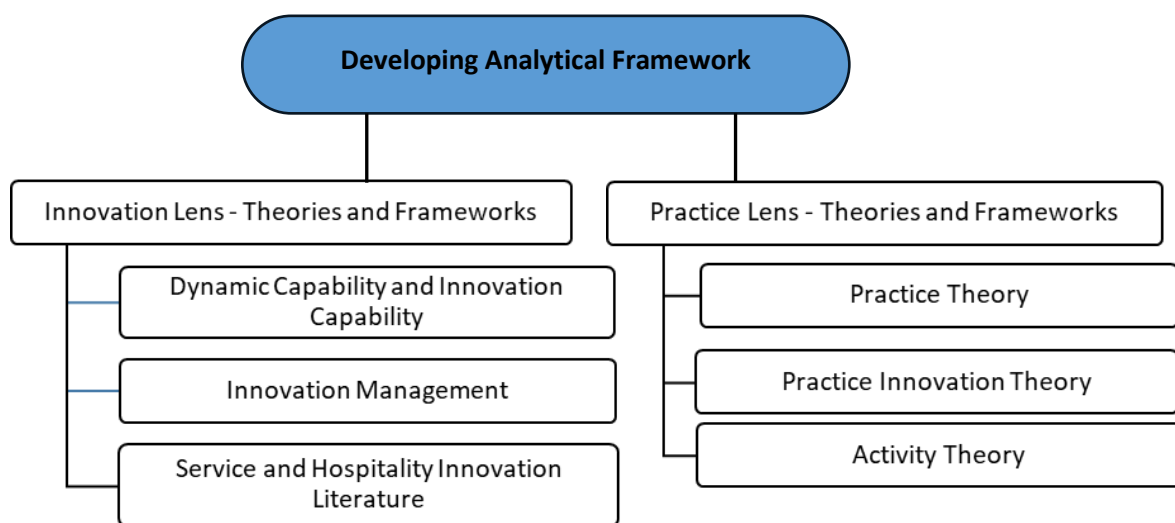 Developing Analytical Framework
Innovation Lens - Theories and Frameworks
Dynamic Capability and Innovation
Capability
Innovation Management
Service and Hospitality Innovation
Literature
Practice Lens - Theories and Frameworks
Practice Theory
Practice Innovation Theory
Activity Theory